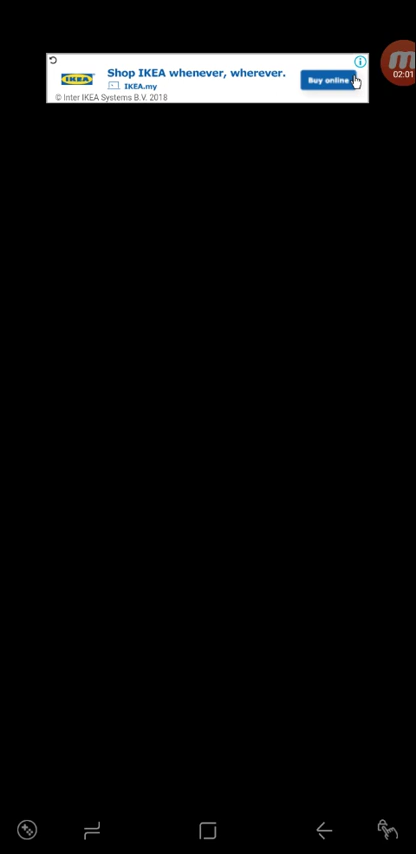 IKEA
Shop IKEA whenever, wherever.
IKEA.my
Buy online
© Inter IKEA Systems B.V. 2018
02:01